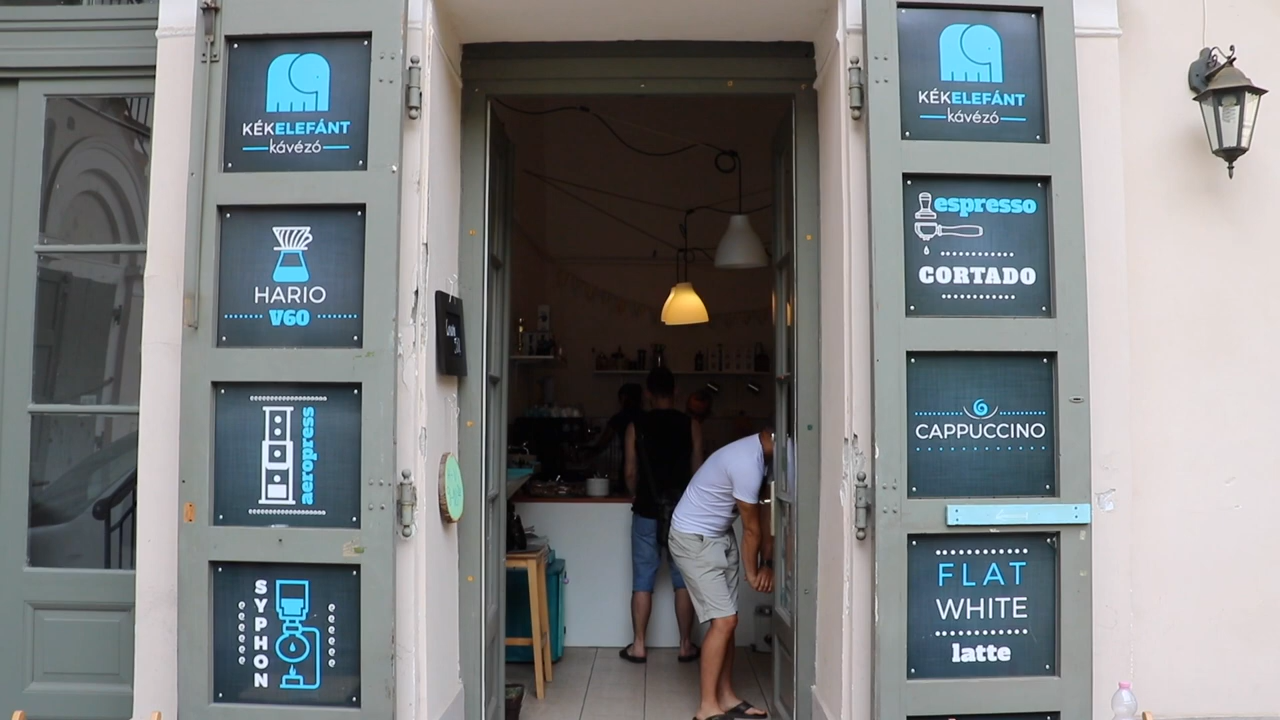 KÉKELEFÁNT
kávézó
HARIO
V60
aeropress
SYPHON
KÉKELEFÁNT
kávézó
espresso
CORTADO
CAPPUCCINO
FLAT
WHITE
latte